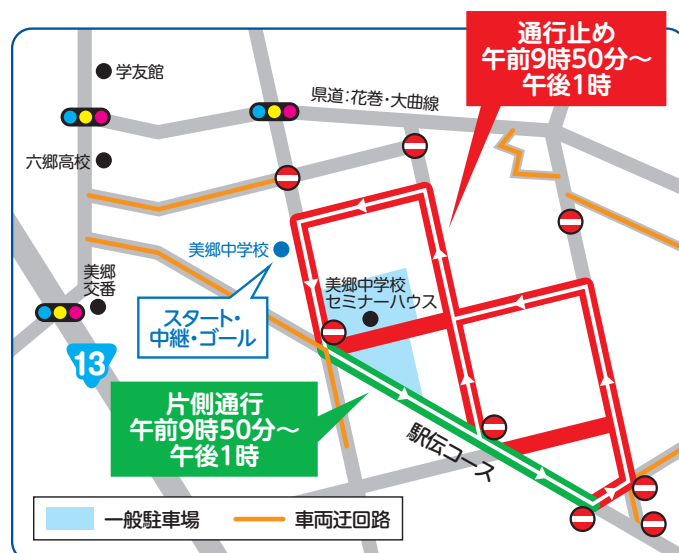 通行止め
午前9時50分～
午後1時
学友館
県道:花巻・大曲線
六郷高校
美郷中学校
美郷
交番
美郷中学校
セミナーハウス
スタート・
中継・ゴール
13
片側通行
午前9時50分～
午後1時
駅伝コース
一般駐車場
車両迂回路